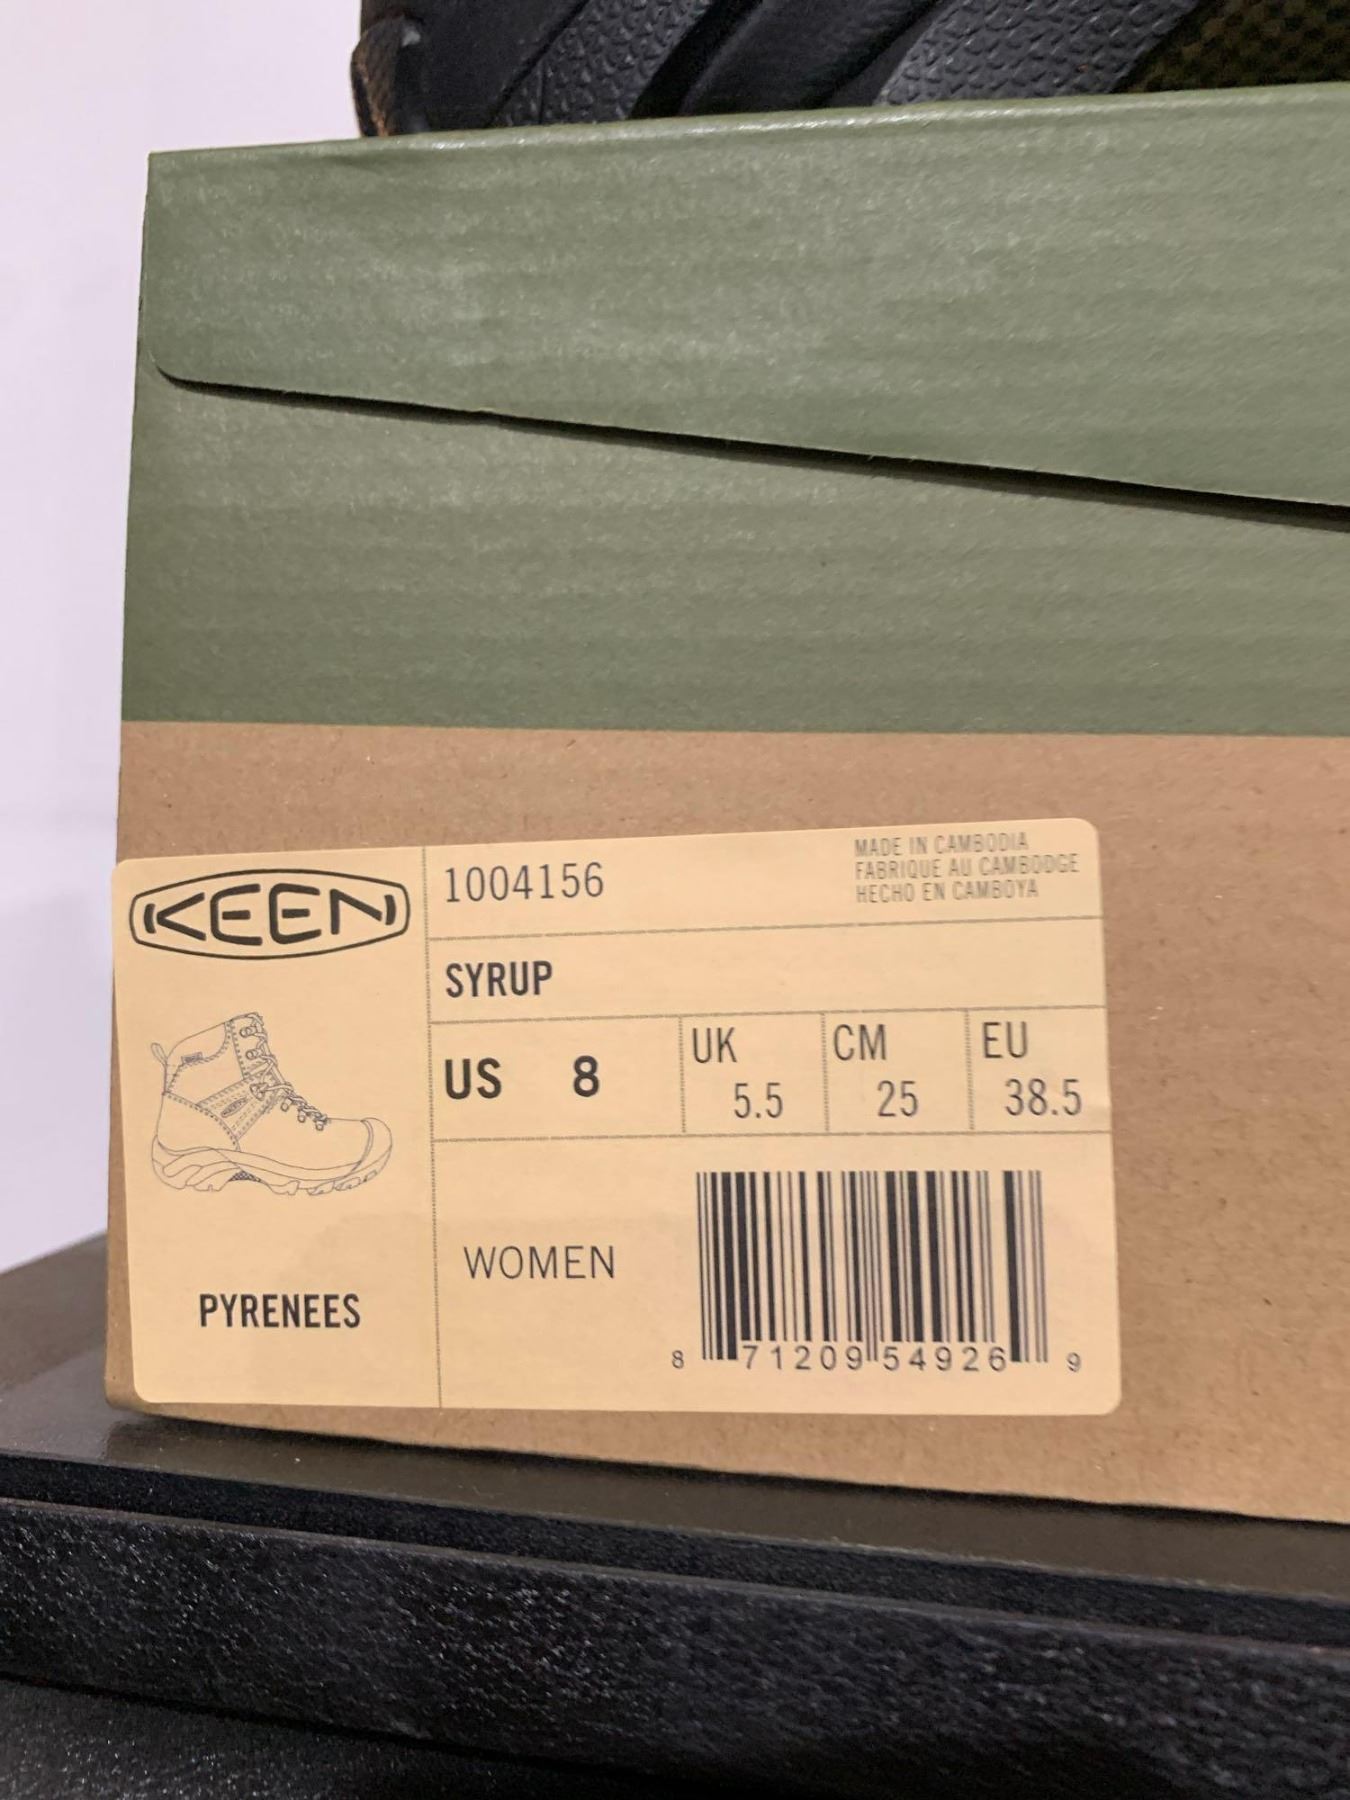 KEEN
1004156
MADE IN CAMBODIA
FABRIQUE AU CAMBODGE
HECHO EN CAMBOYA
SYRUP
US 8
UK
5.5
CM
25
EU
38.5
PYRENEES
WOMEN
8 71209 54926 9